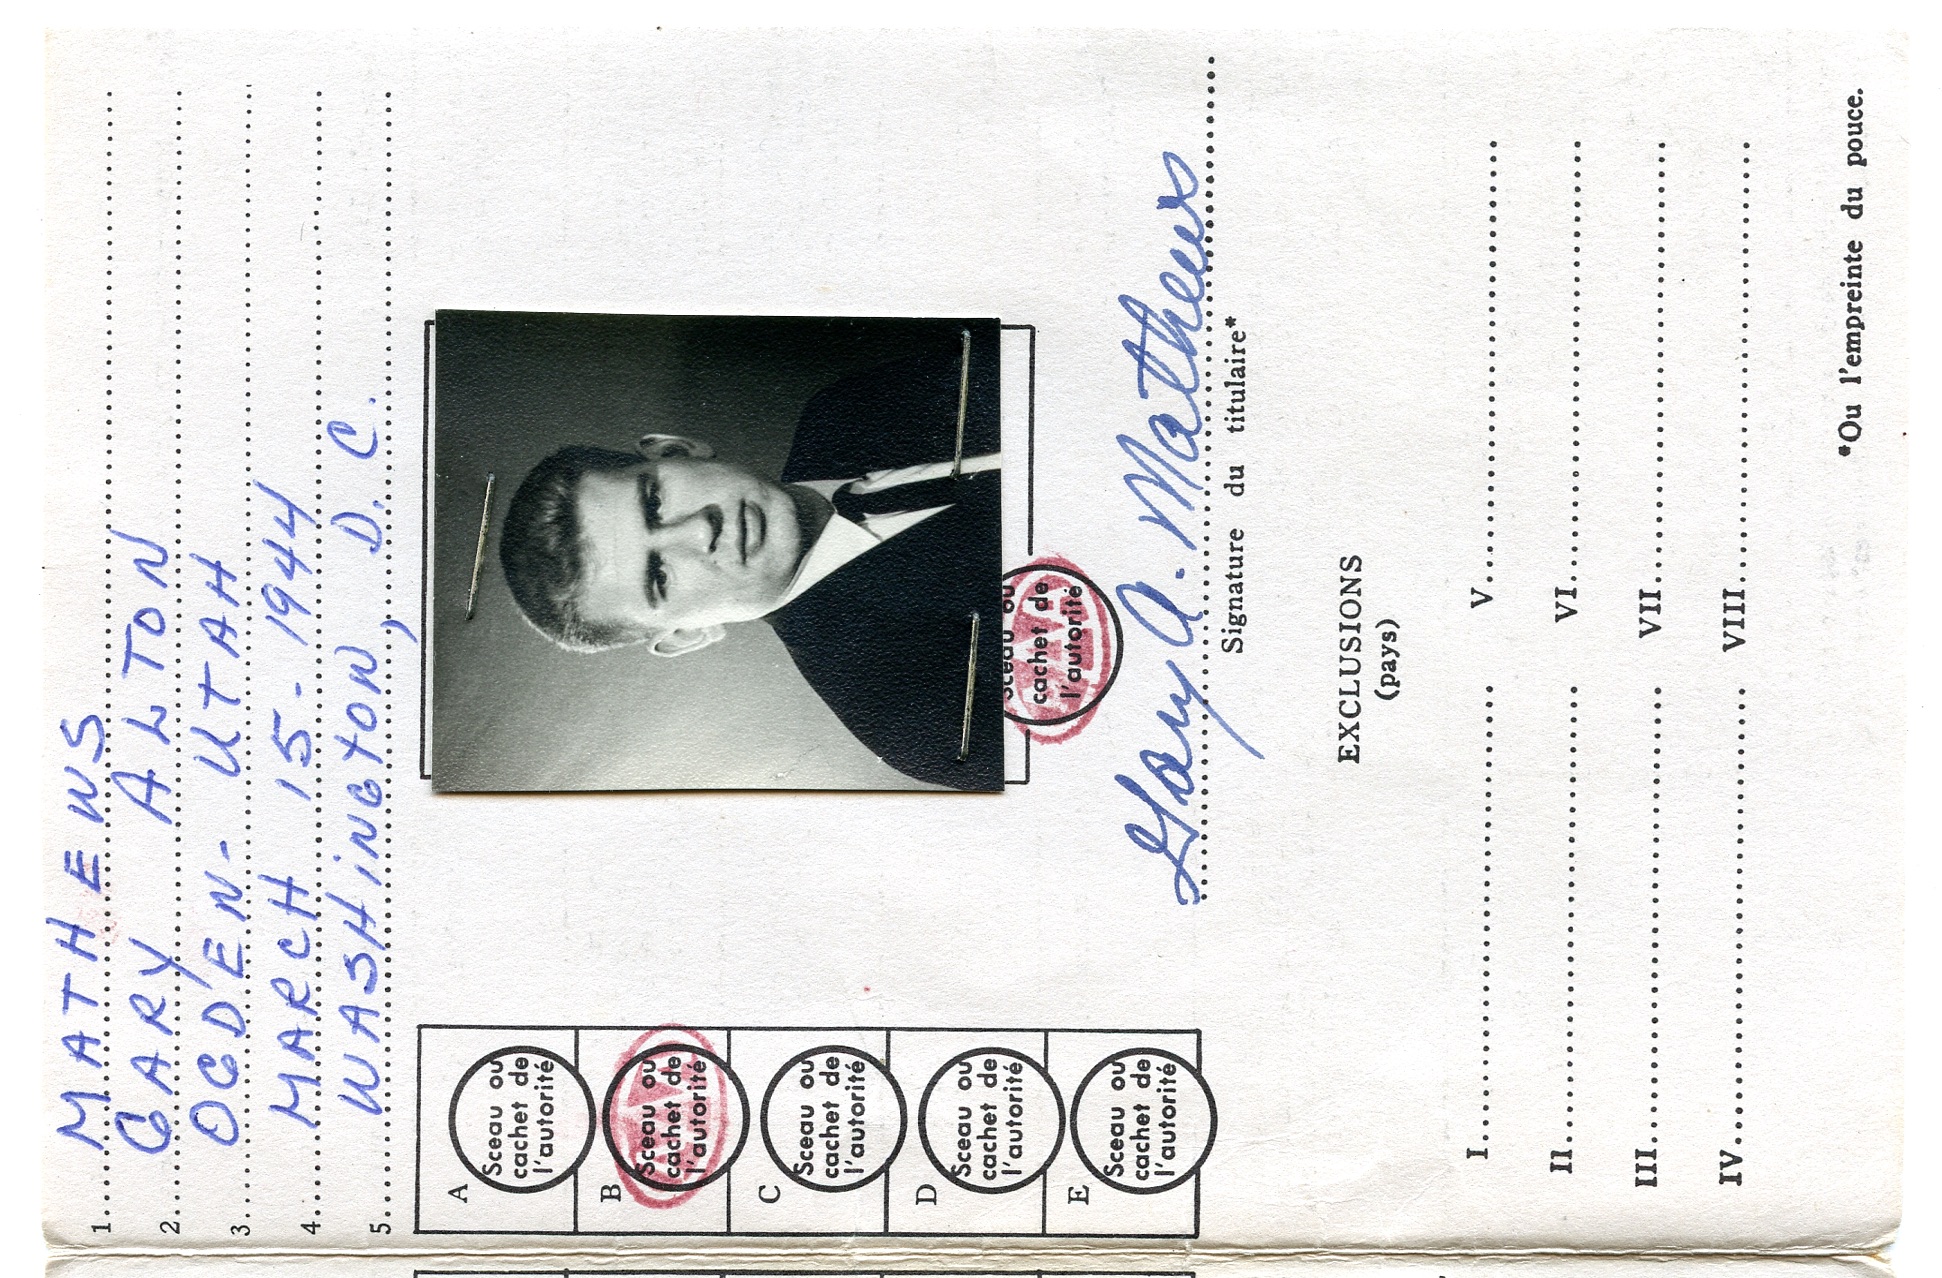 1. MATHEWS
2. GARY ALTON
3. OGDEN - UTAH
4. MARCH 15 - 1944
5. WASHINGTON, D. C.
A Sceau ou cachet de l'autorité
B Sceau ou cachet de l'autorité
C Sceau ou cachet de l'autorité
D Sceau ou cachet de l'autorité
E Sceau ou cachet de l'autorité
Sceau ou
cachet de
l'autorité
Gary A. Mathews
Signature du titulaire*
EXCLUSIONS
(pays)
I V
II VI
III VII
IV VIII
*Ou l'empreinte du pouce.